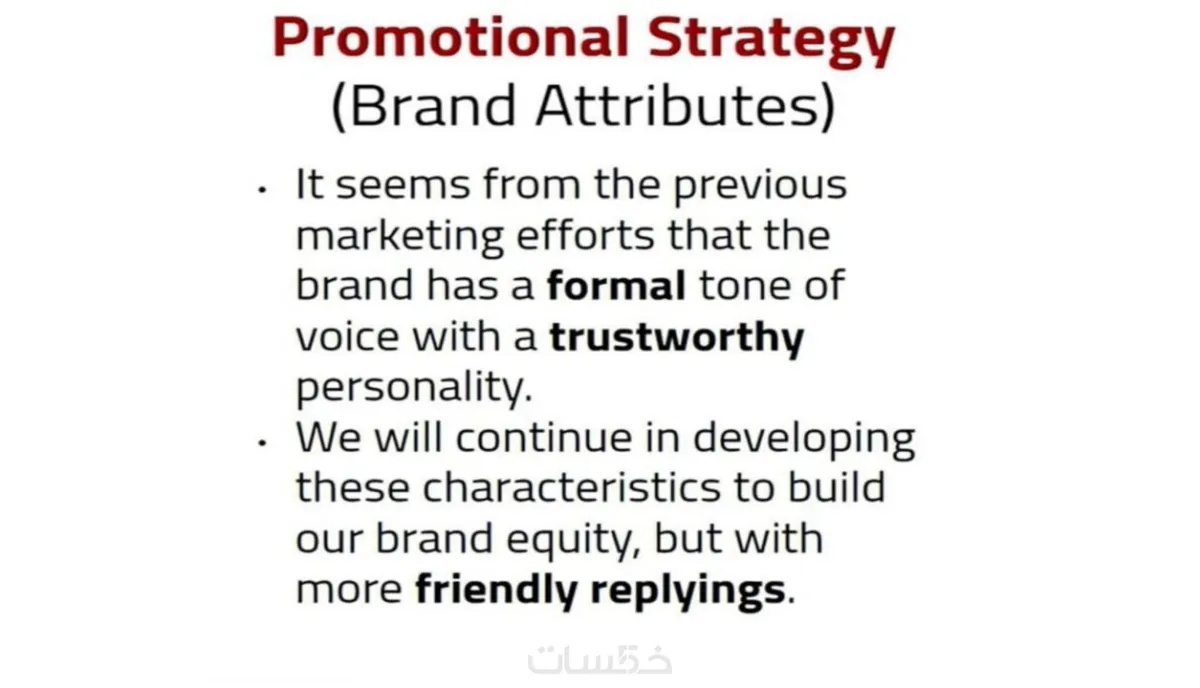 Promotional Strategy
(Brand Attributes)
• It seems from the previous
marketing efforts that the
brand has a formal tone of
voice with a trustworthy
personality.
• We will continue in developing
these characteristics to build
our brand equity, but with
more friendly replyings.
خمسات